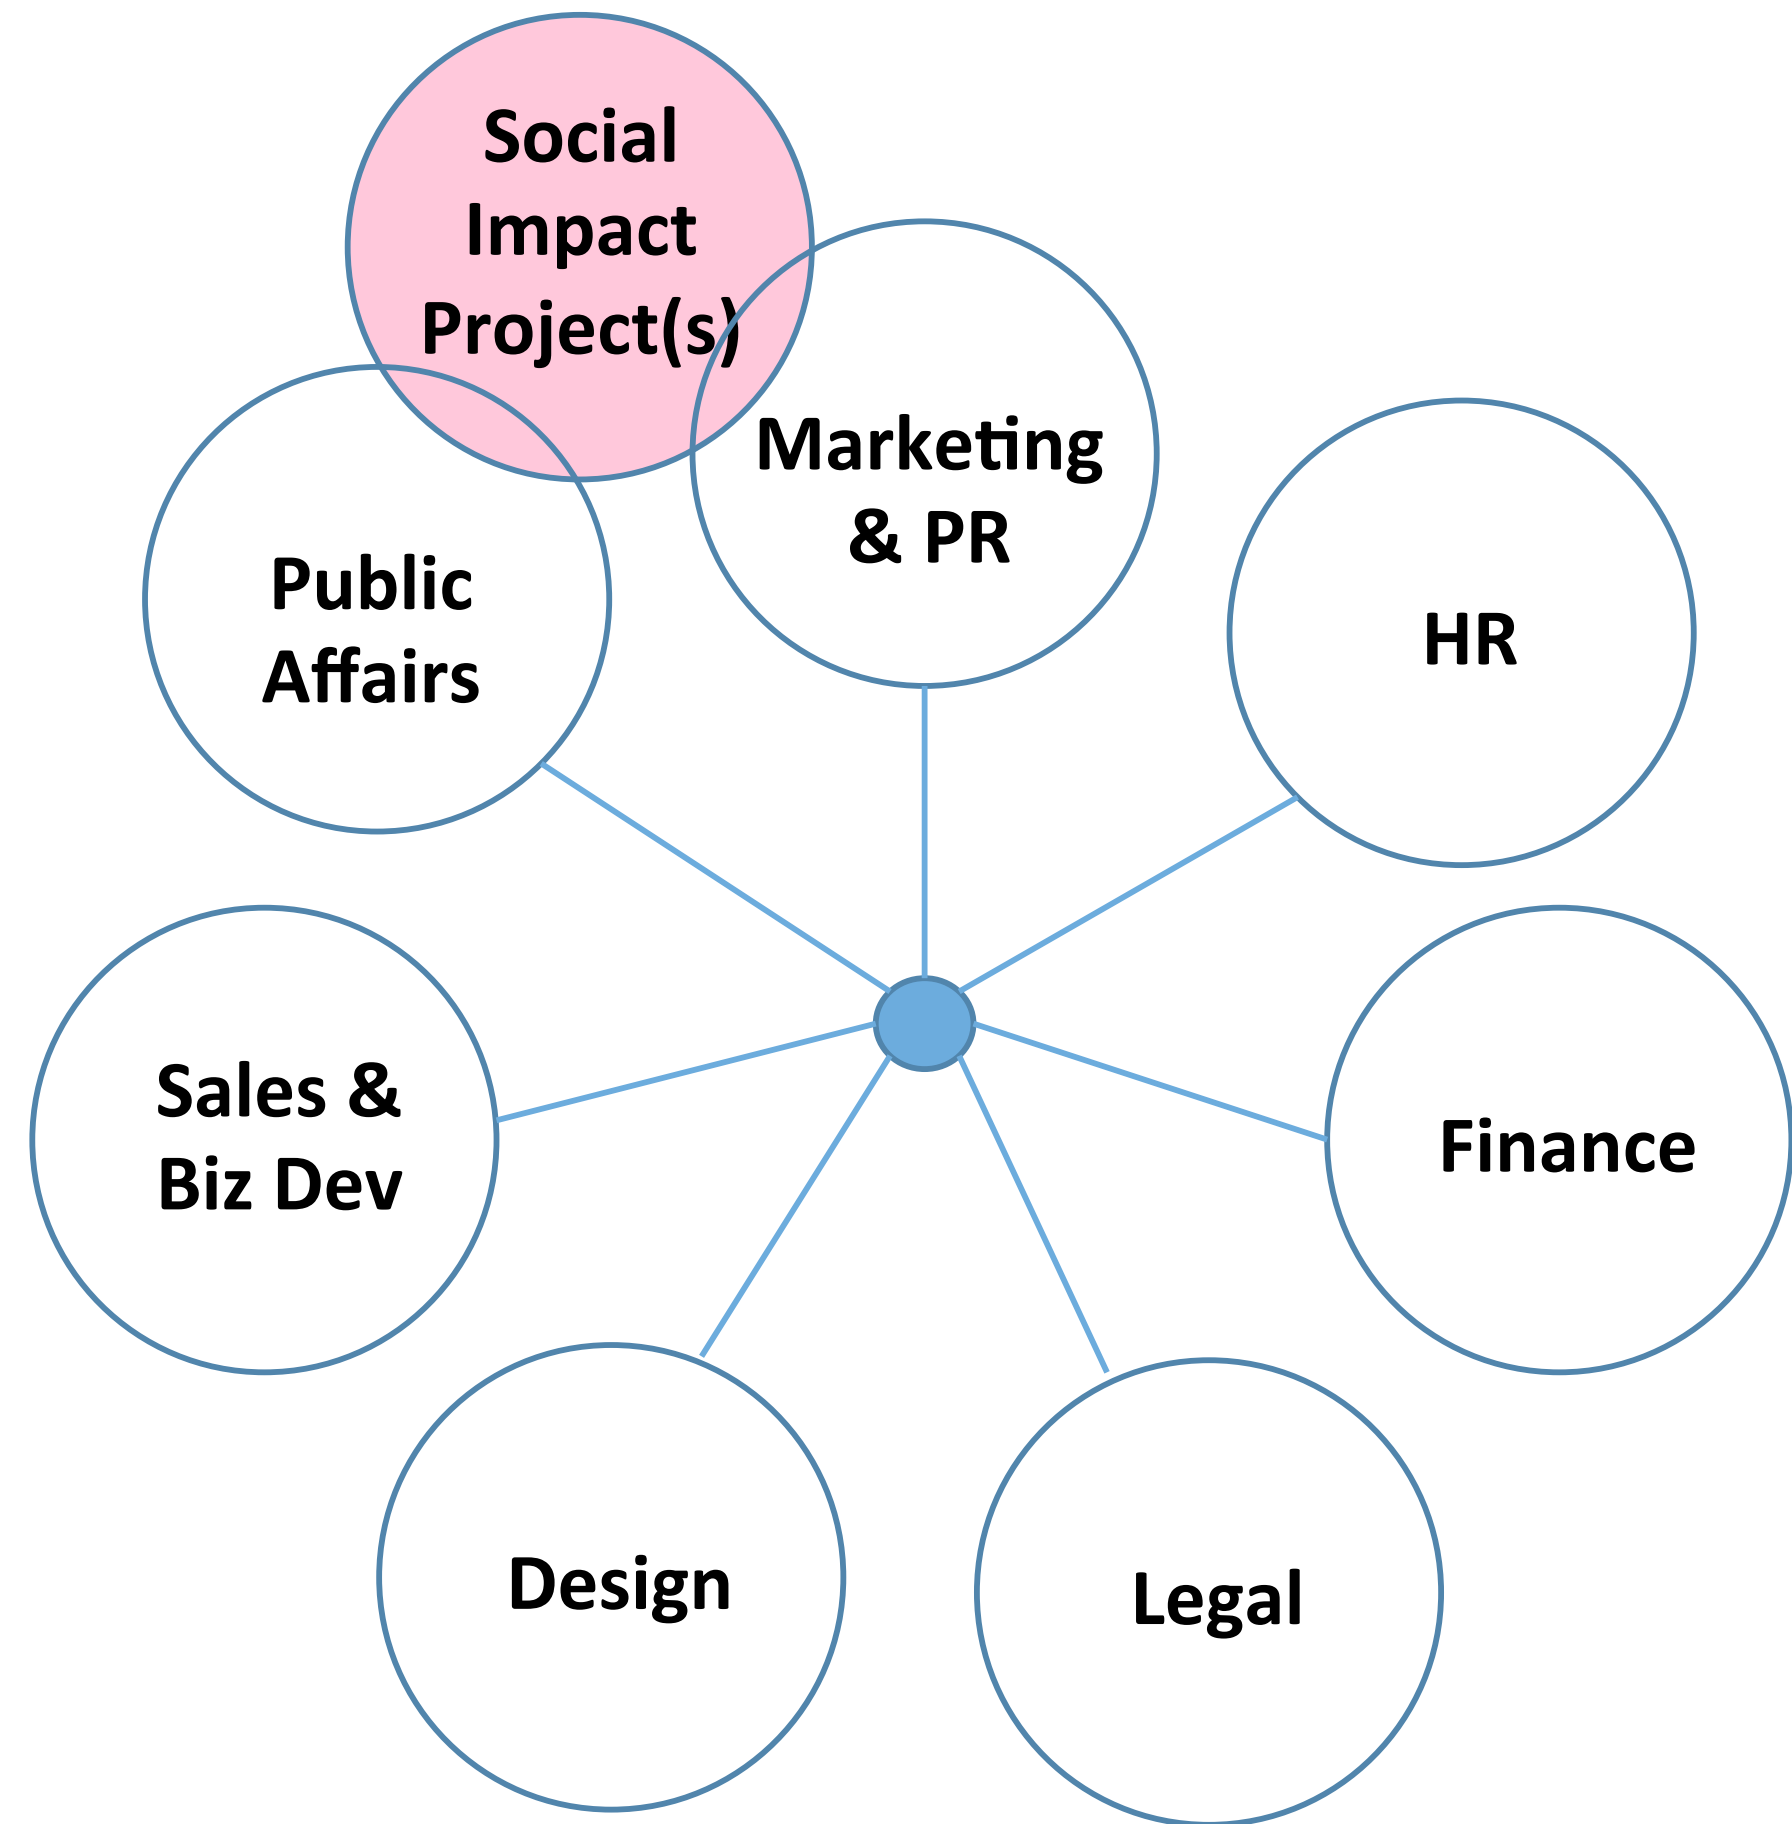 Social
Impact
Project(s)
Marketing
& PR
Public
Affairs
HR
Sales &
Biz Dev
Finance
Design
Legal